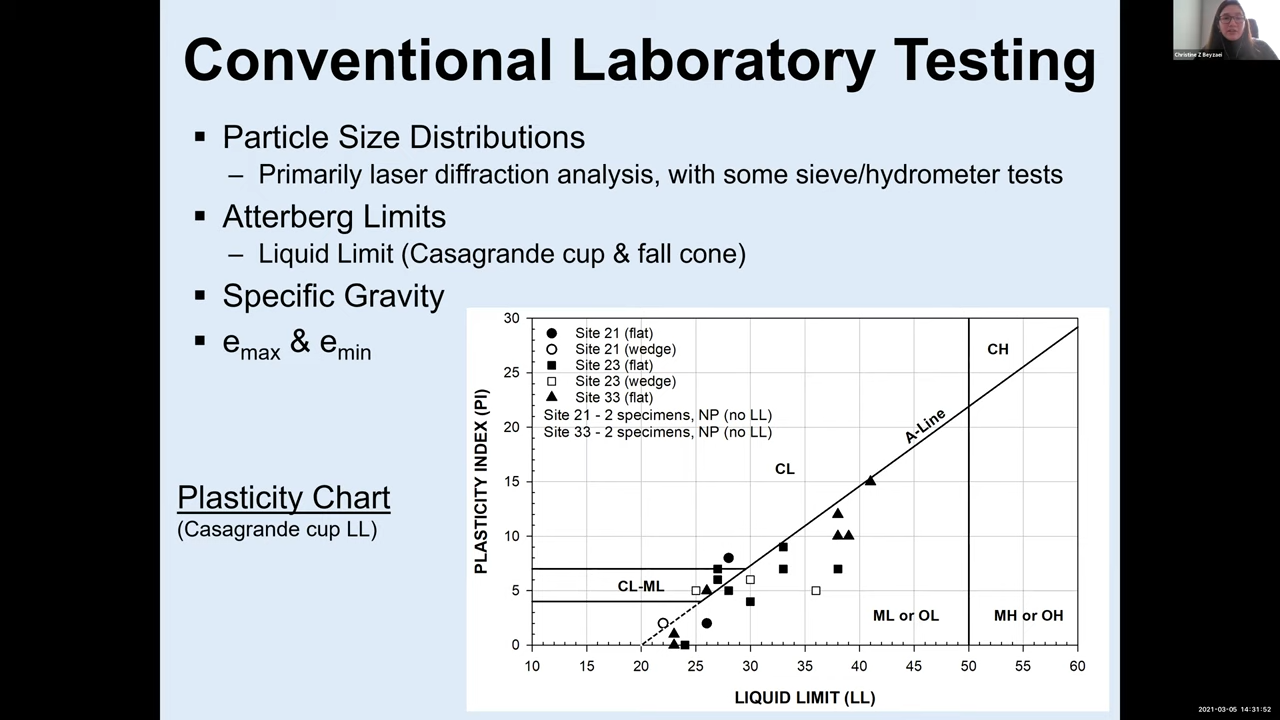 Conventional Laboratory Testing
Christine Z Beyzaei
▪ Particle Size Distributions
– Primarily laser diffraction analysis, with some sieve/hydrometer tests
▪ Atterberg Limits
– Liquid Limit (Casagrande cup & fall cone)
▪ Specific Gravity
▪ emax & emin
Plasticity Chart
(Casagrande cup LL)
PLASTICITY INDEX (PI)
30
25
20
15
10
5
0
Site 21 (flat)
Site 21 (wedge)
Site 23 (flat)
Site 23 (wedge)
Site 33 (flat)
Site 21 - 2 specimens, NP (no LL)
Site 33 - 2 specimens, NP (no LL)
CH
A-Line
CL
CL-ML
ML or OL
MH or OH
10 15 20 25 30 35 40 45 50 55 60
LIQUID LIMIT (LL)
2021-03-05 14:31:52